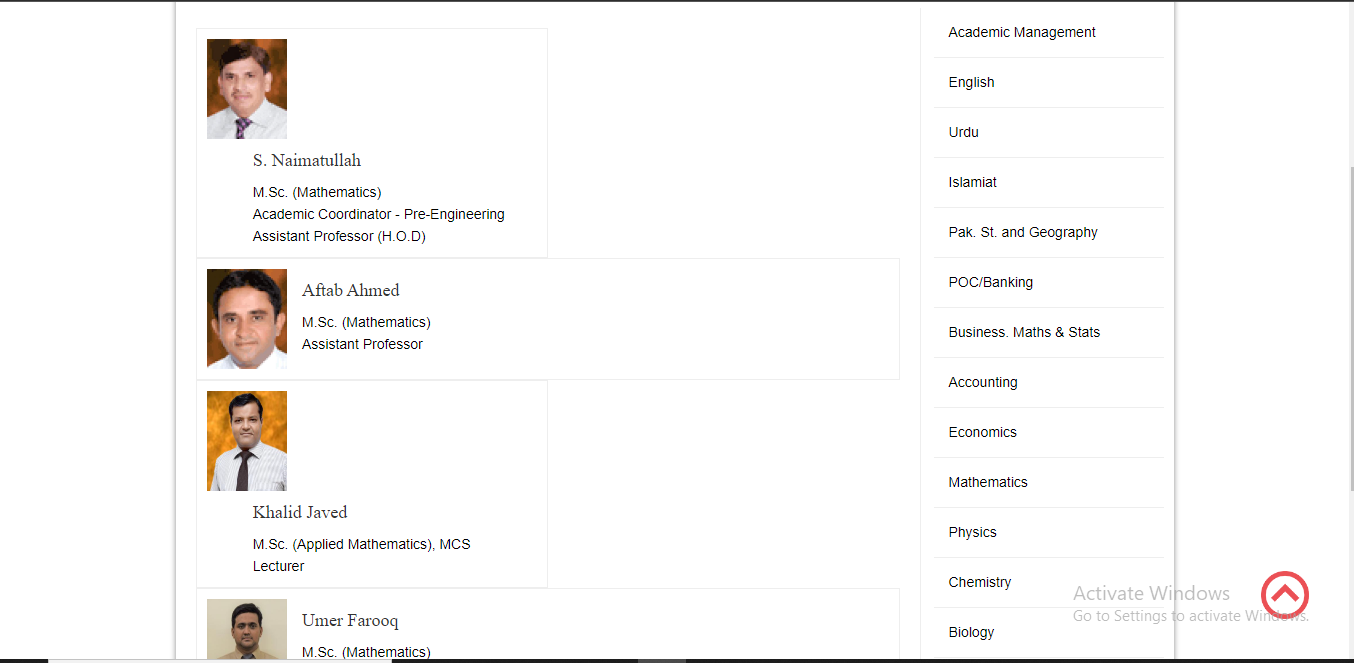 S. Naimatullah
M.Sc. (Mathematics)
Academic Coordinator - Pre-Engineering
Assistant Professor (H.O.D)
Aftab Ahmed
M.Sc. (Mathematics)
Assistant Professor
Khalid Javed
M.Sc. (Applied Mathematics), MCS
Lecturer
Umer Farooq
M.Sc. (Mathematics)
Academic Management
English
Urdu
Islamiat
Pak. St. and Geography
POC/Banking
Business. Maths & Stats
Accounting
Economics
Mathematics
Physics
Chemistry
Biology
Activate Windows
Go to Settings to activate Windows.